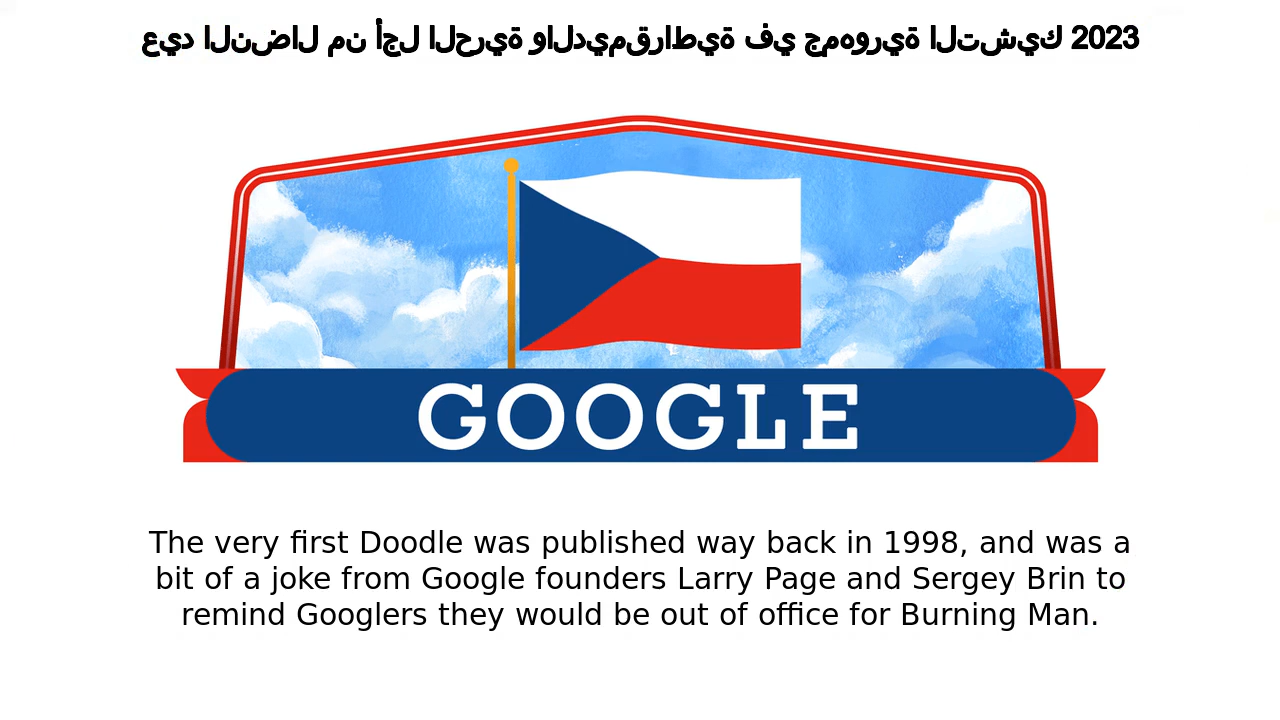 عيد النضال من أجل الحرية والديمقراطية في جمهورية التشيك 2023
GOOGLE
The very first Doodle was published way back in 1998, and was a
bit of a joke from Google founders Larry Page and Sergey Brin to
remind Googlers they would be out of office for Burning Man.